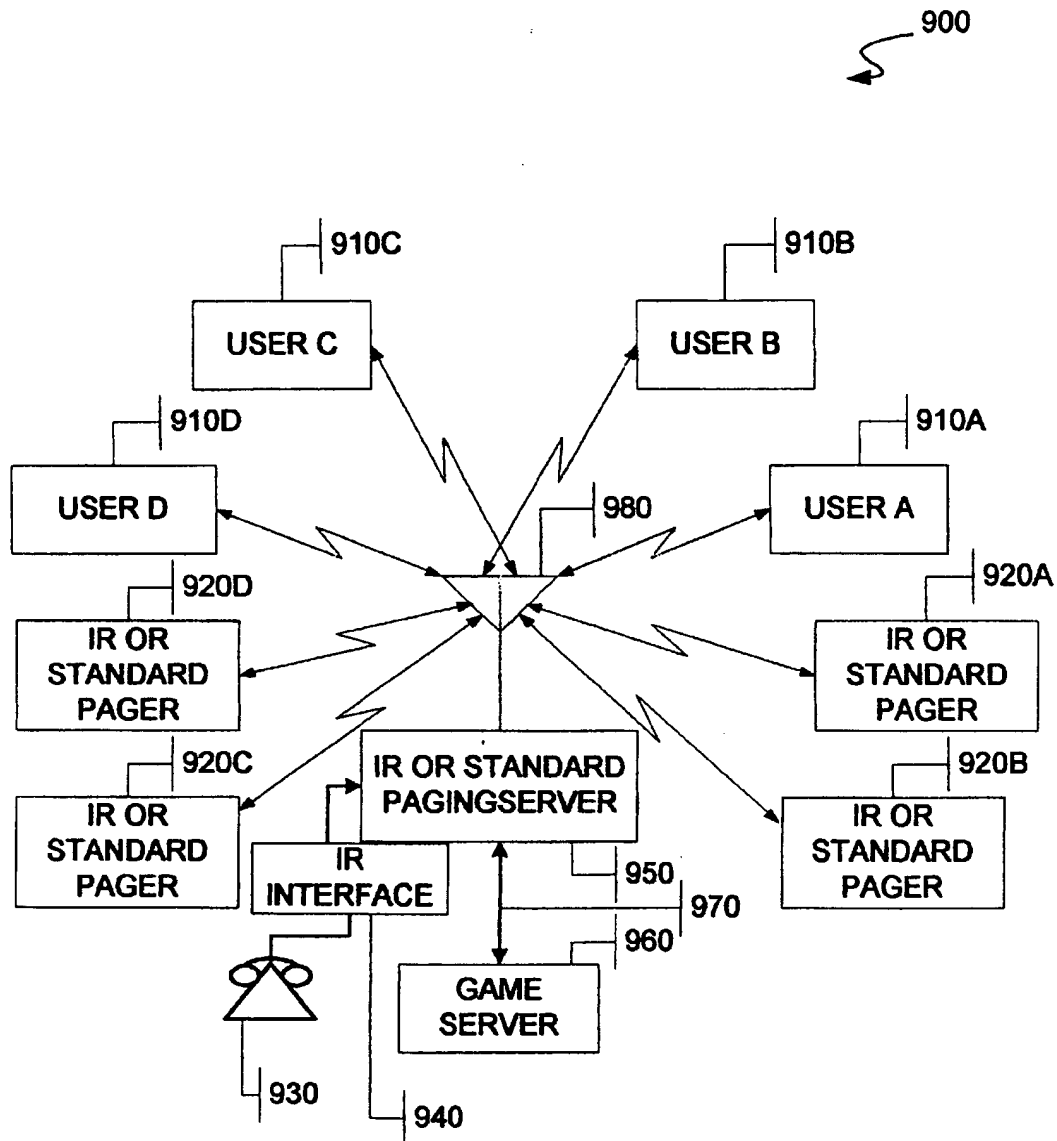 900
910C
910B
USER C
USER B
910D
910A
USER D
USER A
980
920D
920A
IR OR
STANDARD
PAGER
IR OR
STANDARD
PAGER
920C
IR OR STANDARD
PAGINGSERVER
920B
IR OR
STANDARD
PAGER
IR
INTERFACE
IR OR
STANDARD
PAGER
950
970
960
GAME
SERVER
930
940